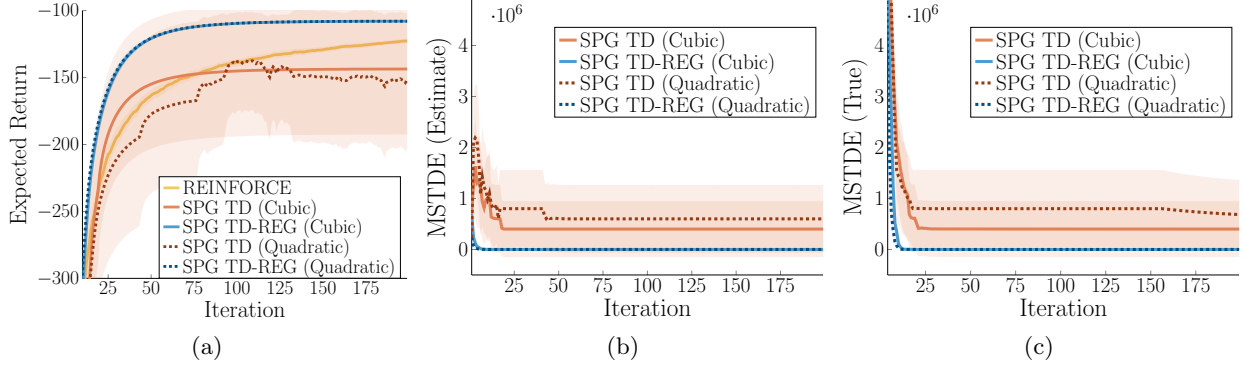 −100
−150
−200
−250
−300
Expected Return
25 50 75 100 125 150 175
Iteration
REINFORCE
SPG TD (Cubic)
SPG TD-REG (Cubic)
SPG TD (Quadratic)
SPG TD-REG (Quadratic)
(a)
·10⁶
4
3
2
1
0
MSTDE (Estimate)
25 50 75 100 125 150 175
Iteration
SPG TD (Cubic)
SPG TD-REG (Cubic)
SPG TD (Quadratic)
SPG TD-REG (Quadratic)
(b)
·10⁶
4
3
2
1
0
MSTDE (True)
25 50 75 100 125 150 175
Iteration
SPG TD (Cubic)
SPG TD-REG (Cubic)
SPG TD (Quadratic)
SPG TD-REG (Quadratic)
(c)